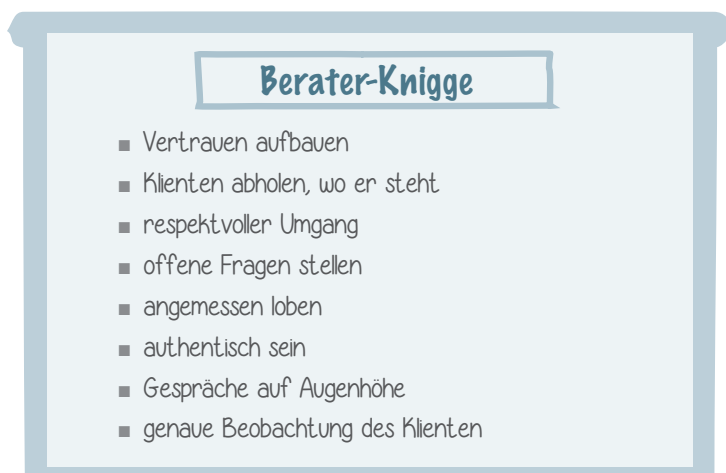 Berater-Knigge
■ Vertrauen aufbauen
■ Klienten abholen, wo er steht
■ respektvoller Umgang
■ offene Fragen stellen
■ angemessen loben
■ authentisch sein
■ Gespräche auf Augenhöhe
■ genaue Beobachtung des Klienten